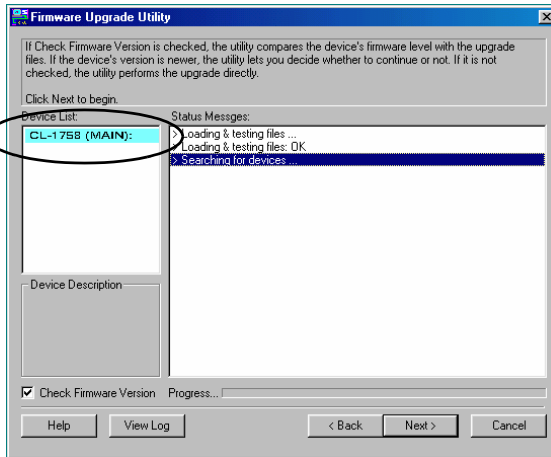 Firmware Upgrade Utility
If Check Firmware Version is checked, the utility compares the device's firmware level with the upgrade
files. If the device's version is newer, the utility lets you decide whether to continue or not. If it is not
checked, the utility performs the upgrade directly.
Click Next to begin.
Device List:
Status Messges:
CL-1758 (MAIN):
> Loading & testing files ...
> Loading & testing files: OK
> Searching for devices ...
Device Description
Check Firmware Version
Progress...
Help
View Log
< Back
Next >
Cancel